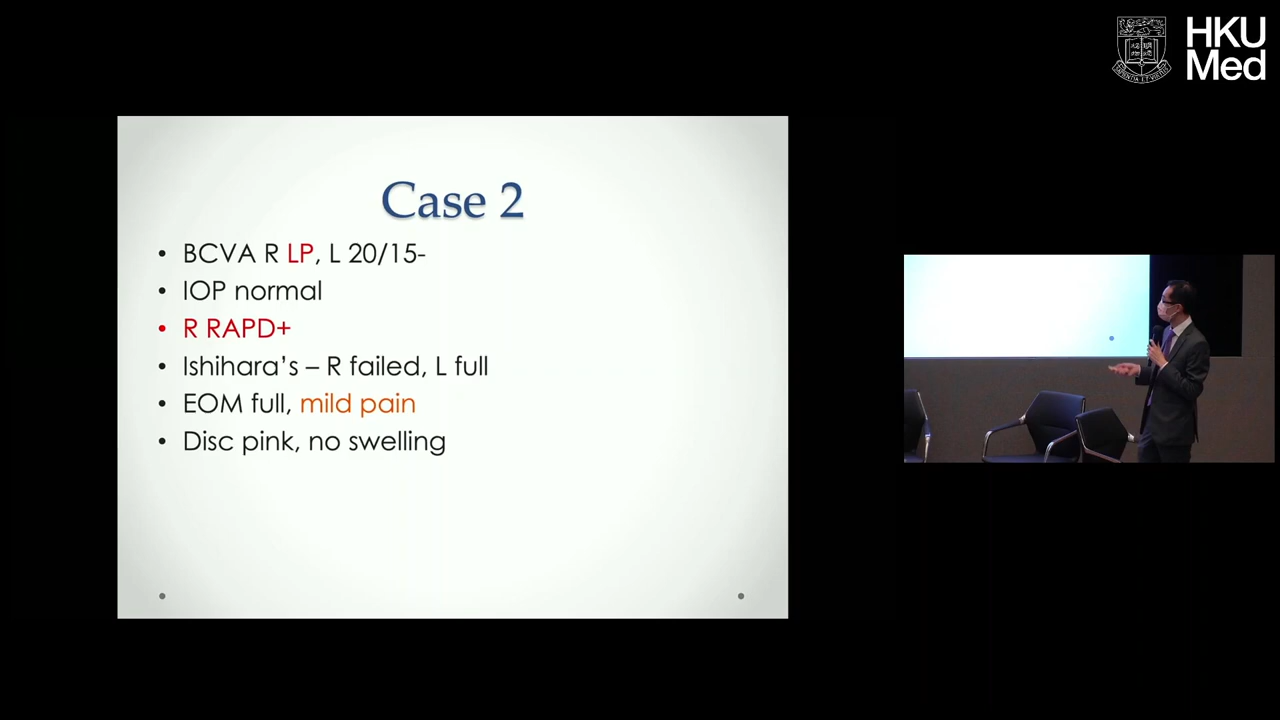 HKU
Med
Case 2
• BCVA R LP, L 20/15-
• IOP normal
• R RAPD+
• Ishihara's – R failed, L full
• EOM full, mild pain
• Disc pink, no swelling